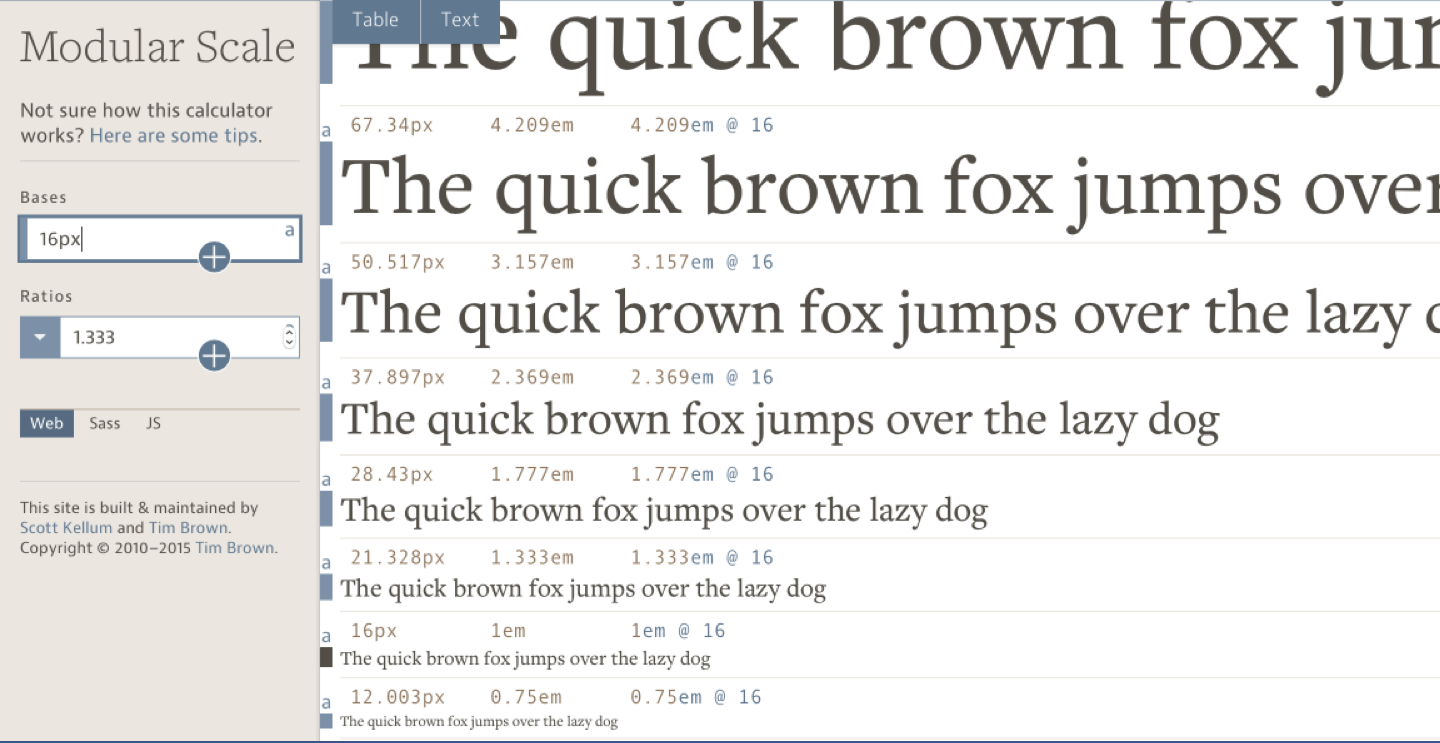 Modular Scale
Not sure how this calculator
works? Here are some tips.
Bases
16px
a
Ratios
1.333
Web Sass JS
This site is built & maintained by
Scott Kellum and Tim Brown.
Copyright © 2010–2015 Tim Brown.
Table Text
The quick brown fox jum
a 67.34px 4.209em 4.209em @ 16
The quick brown fox jumps over
a 50.517px 3.157em 3.157em @ 16
The quick brown fox jumps over the lazy d
a 37.897px 2.369em 2.369em @ 16
The quick brown fox jumps over the lazy dog
a 28.43px 1.777em 1.777em @ 16
The quick brown fox jumps over the lazy dog
a 21.328px 1.333em 1.333em @ 16
The quick brown fox jumps over the lazy dog
a 16px 1em 1em @ 16
The quick brown fox jumps over the lazy dog
a 12.003px 0.75em 0.75em @ 16
The quick brown fox jumps over the lazy dog